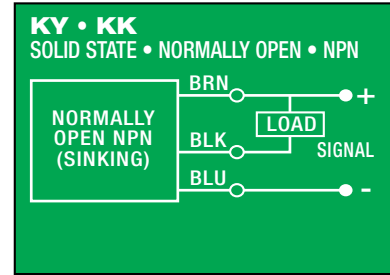 KY • KK
SOLID STATE • NORMALLY OPEN • NPN
BRN
+
NORMALLY
OPEN NPN
(SINKING)
LOAD
BLK
SIGNAL
BLU
-